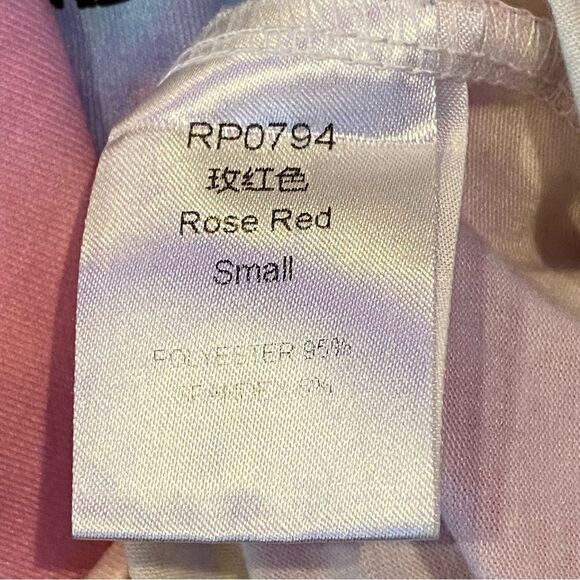 RP0794
玫红色
Rose Red
Small
POLYESTER 95%